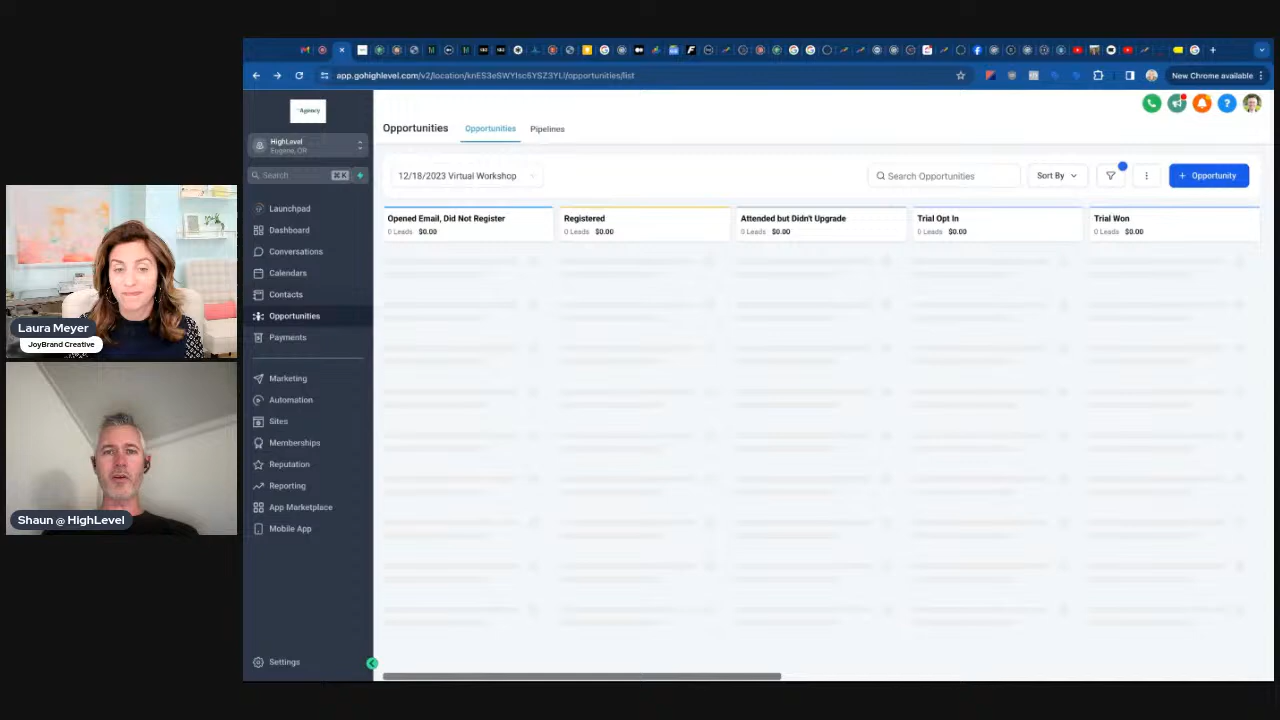 New Chrome available
app.gohighlevel.com/v2/location/knES3eSWYIsc6YSZ3YLI/opportunities/list
Agency
HighLevel
Eugene, OR
Search
⌘K
Launchpad
Dashboard
Conversations
Calendars
Contacts
Opportunities
Payments
Marketing
Automation
Sites
Memberships
Reputation
Reporting
App Marketplace
Mobile App
Settings
Opportunities
Opportunities
Pipelines
12/18/2023 Virtual Workshop
Search Opportunities
Sort By
+ Opportunity
Opened Email, Did Not Register
0 Leads $0.00
Registered
0 Leads $0.00
Attended but Didn't Upgrade
0 Leads $0.00
Trial Opt In
0 Leads $0.00
Trial Won
0 Leads $0.00
Laura Meyer
JoyBrand Creative
Shaun @ HighLevel